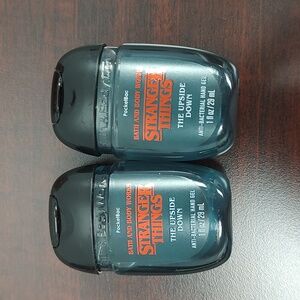 PocketBac
BATH AND BODY WORKS
STRANGER
THINGS
THE UPSIDE
DOWN
ANTI-BACTERIAL HAND GEL
1 fl oz / 29 mL
PocketBac
BATH AND BODY WORKS
STRANGER
THINGS
THE UPSIDE
DOWN
ANTI-BACTERIAL HAND GEL
1 fl oz / 29 mL